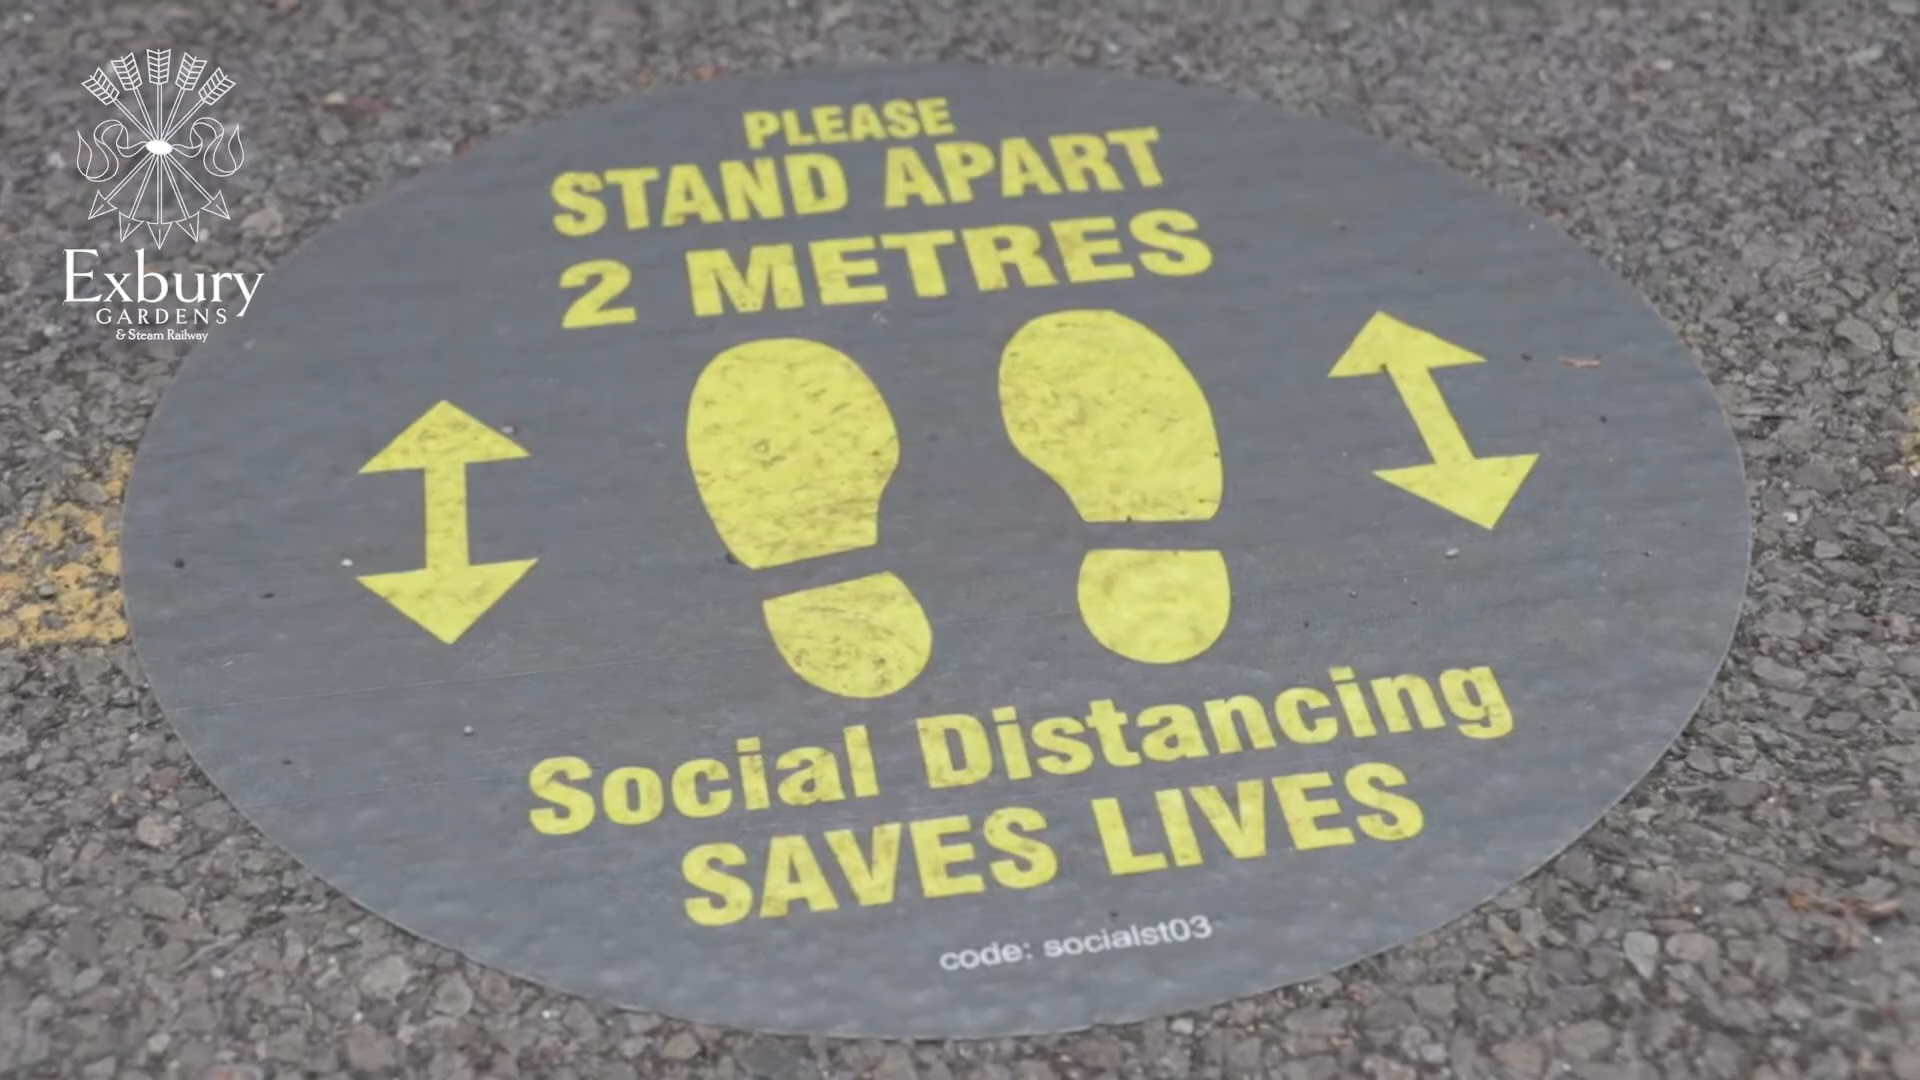 Exbury
GARDENS
& Steam Railway
PLEASE
STAND APART
2 METRES
Social Distancing
SAVES LIVES
code: socialst03